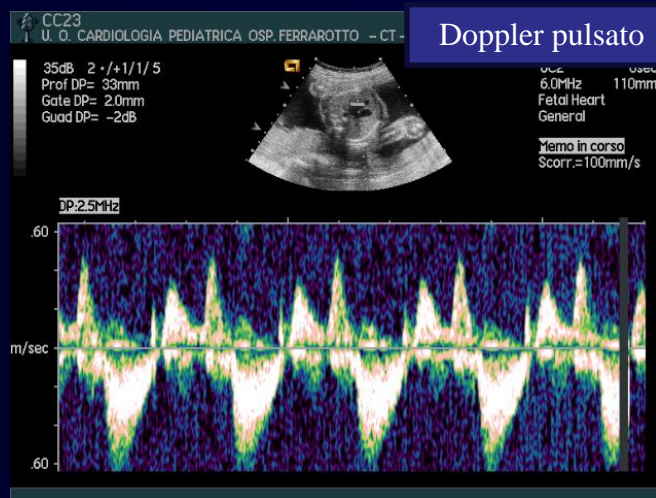 CC23
U. O. CARDIOLOGIA PEDIATRICA OSP. FERRAROTTO - CT -
Doppler pulsato
35dB 2 •/+1/1/ 5
Prof DP= 33mm
Gate DP= 2.0mm
Guad DP= -2dB
6.0MHz 110mm
Fetal Heart
General
Memo in corso
Scorr.=100mm/s
DP:2.5MHz
.60
m/sec
.60